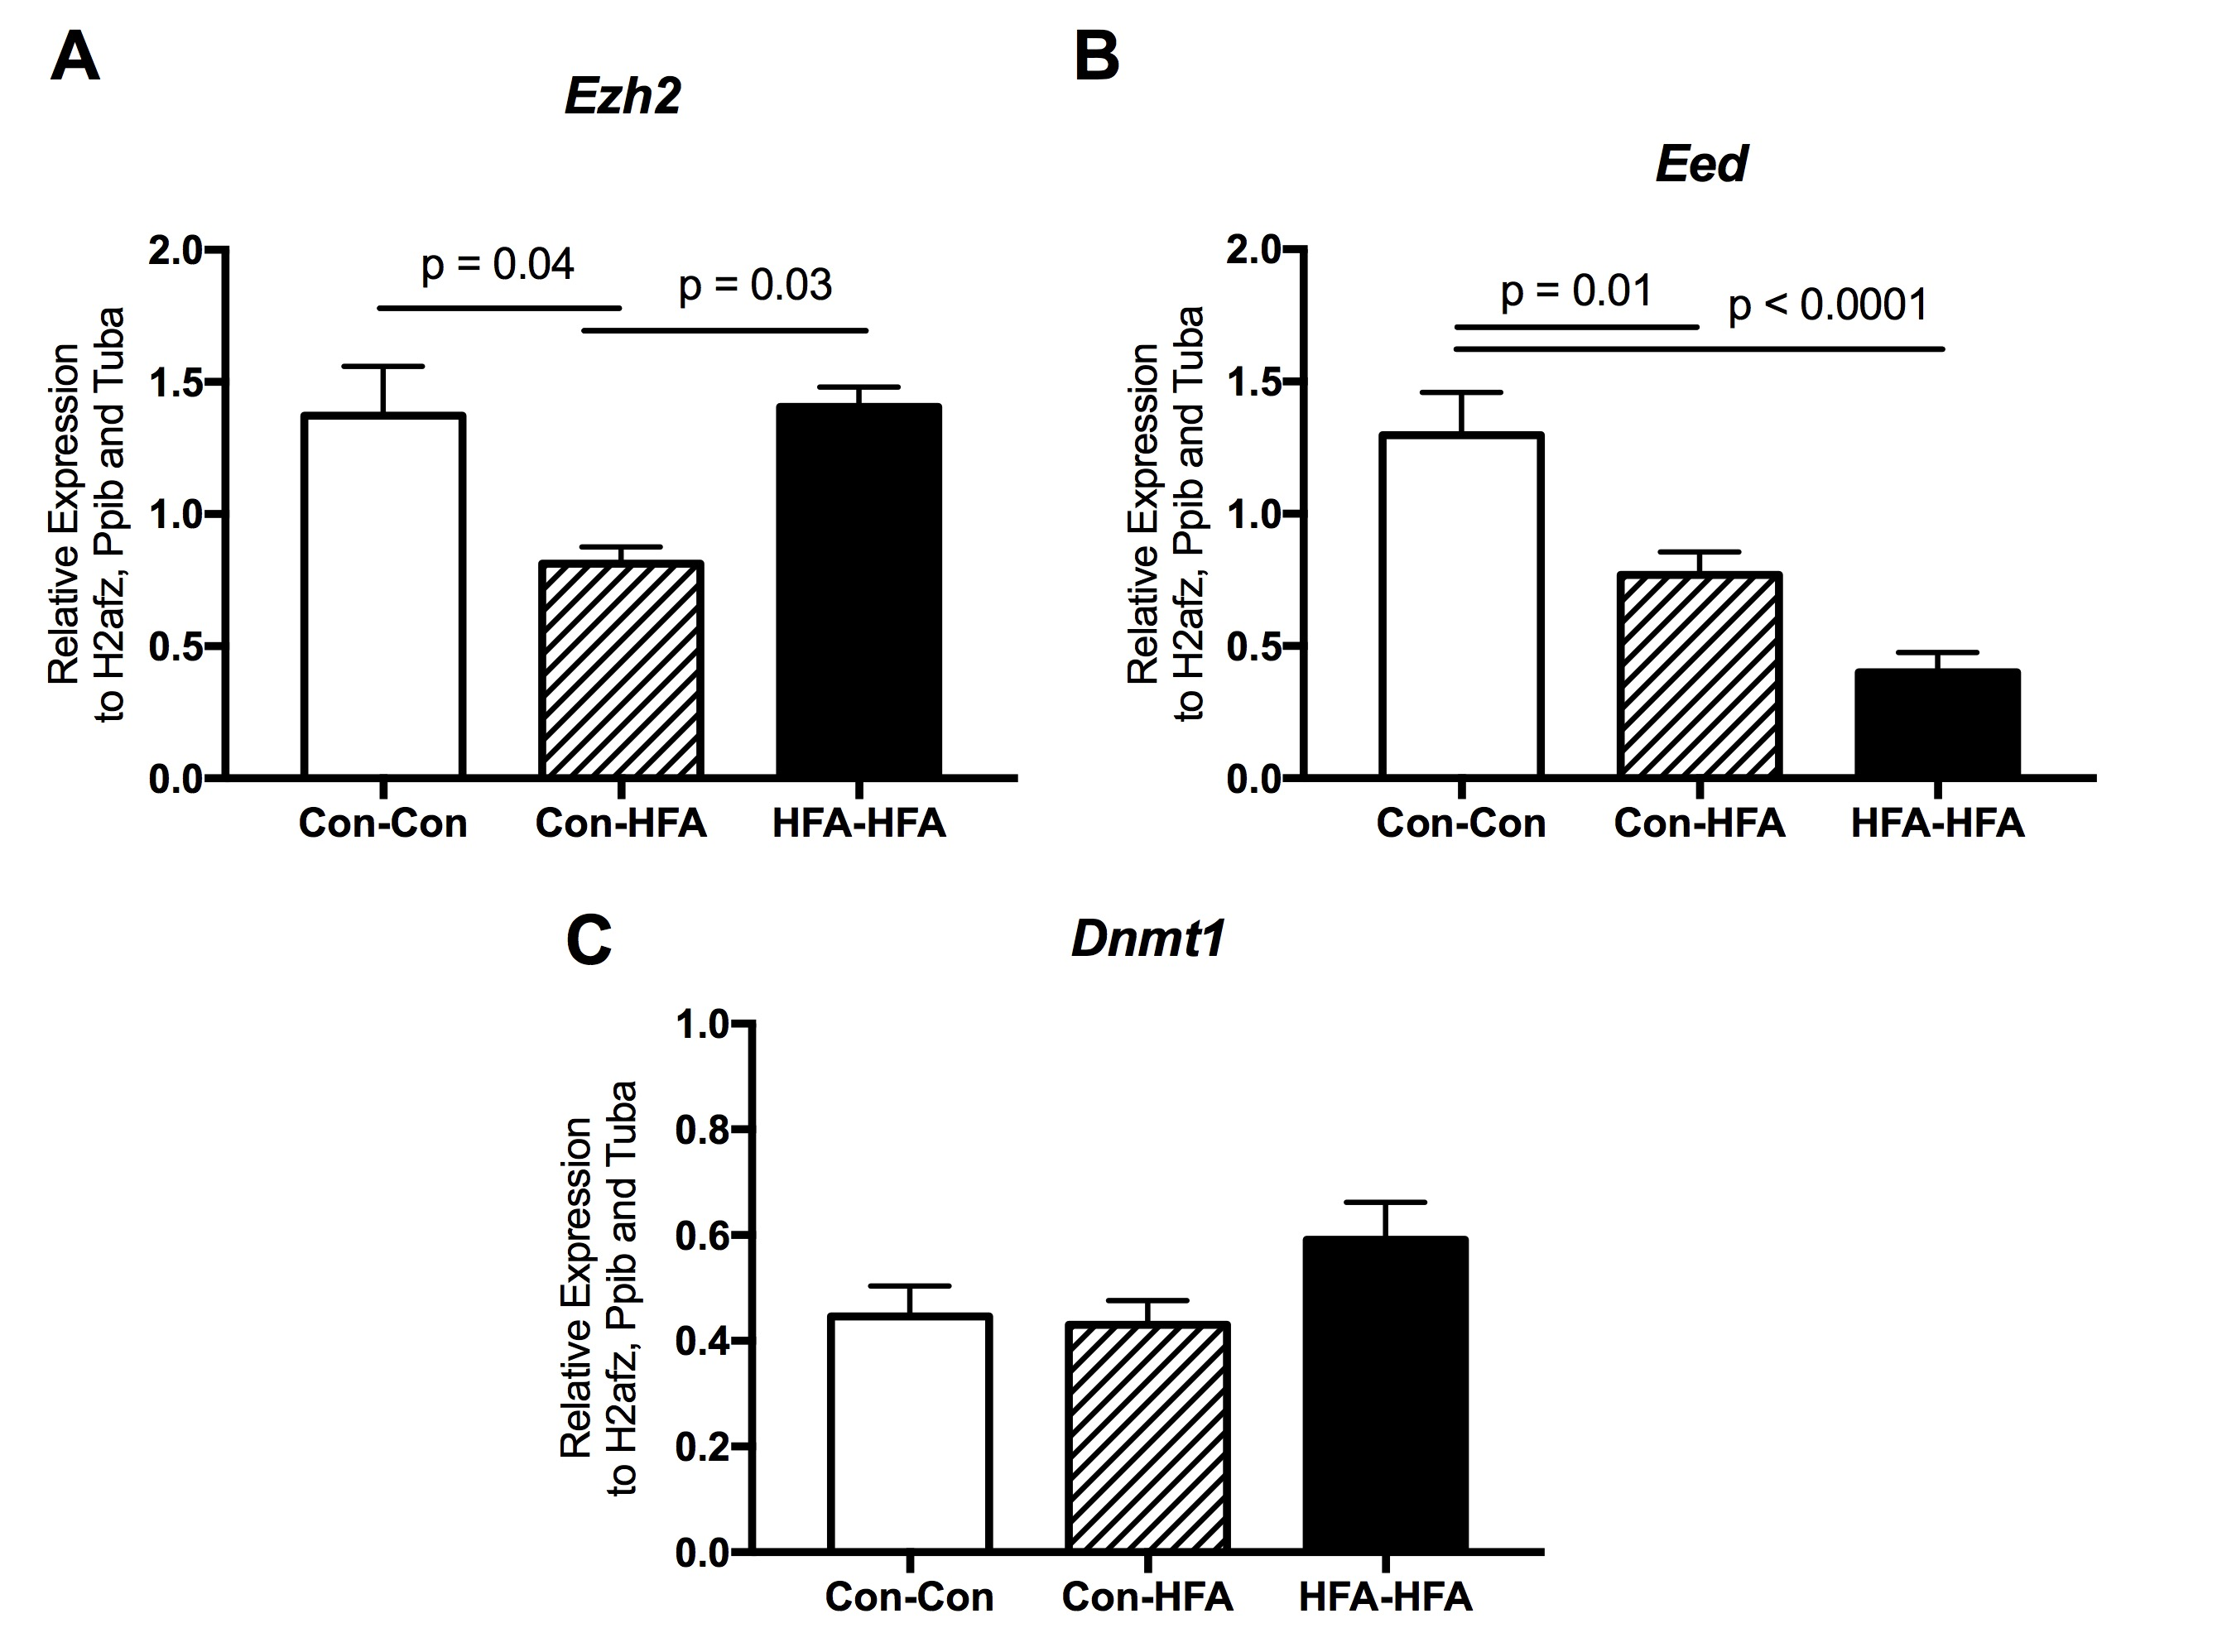 A
Ezh2
2.0
1.5
1.0
0.5
0.0
Relative Expression
to H2afz, Ppib and Tuba
p = 0.04
p = 0.03
Con-Con
Con-HFA
HFA-HFA
B
Eed
2.0
1.5
1.0
0.5
0.0
Relative Expression
to H2afz, Ppib and Tuba
p = 0.01
p < 0.0001
Con-Con
Con-HFA
HFA-HFA
C
Dnmt1
1.0
0.8
0.6
0.4
0.2
0.0
Relative Expression
to H2afz, Ppib and Tuba
Con-Con
Con-HFA
HFA-HFA